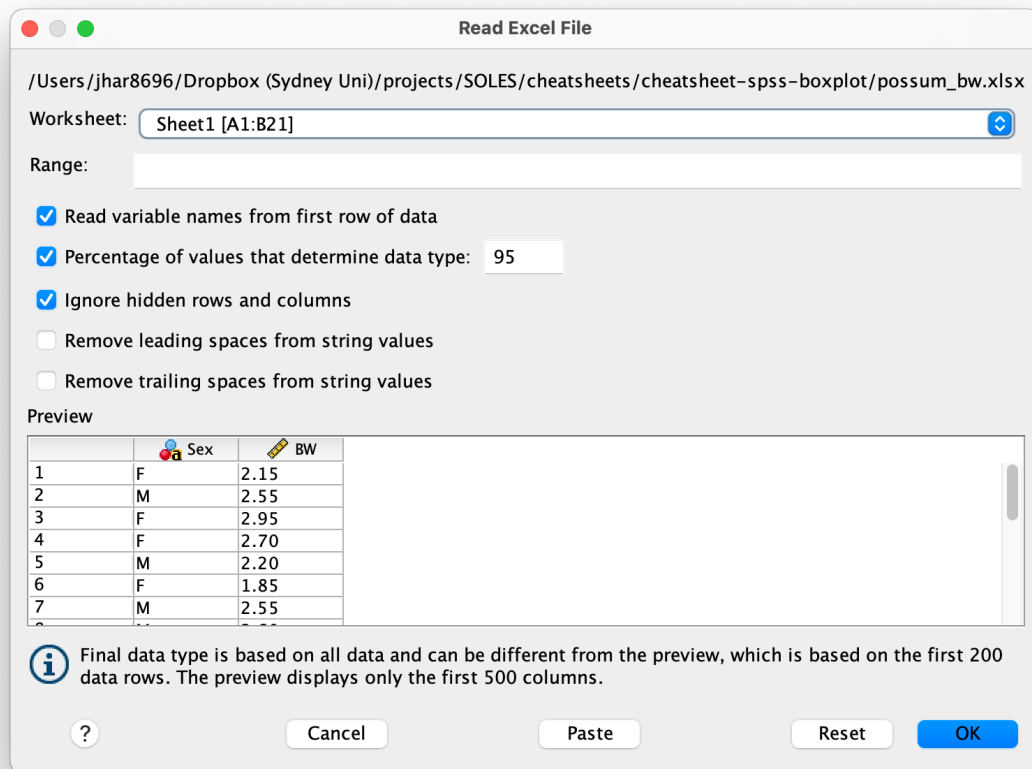 Read Excel File
/Users/jhar8696/Dropbox (Sydney Uni)/projects/SOLES/cheatsheets/cheatsheet-spss-boxplot/possum_bw.xlsx
Worksheet: Sheet1 [A1:B21]
Range:
Read variable names from first row of data
Percentage of values that determine data type: 95
Ignore hidden rows and columns
Remove leading spaces from string values
Remove trailing spaces from string values
Preview
a Sex BW
1 F 2.15
2 M 2.55
3 F 2.95
4 F 2.70
5 M 2.20
6 F 1.85
7 M 2.55
Final data type is based on all data and can be different from the preview, which is based on the first 200
data rows. The preview displays only the first 500 columns.
? Cancel Paste Reset OK